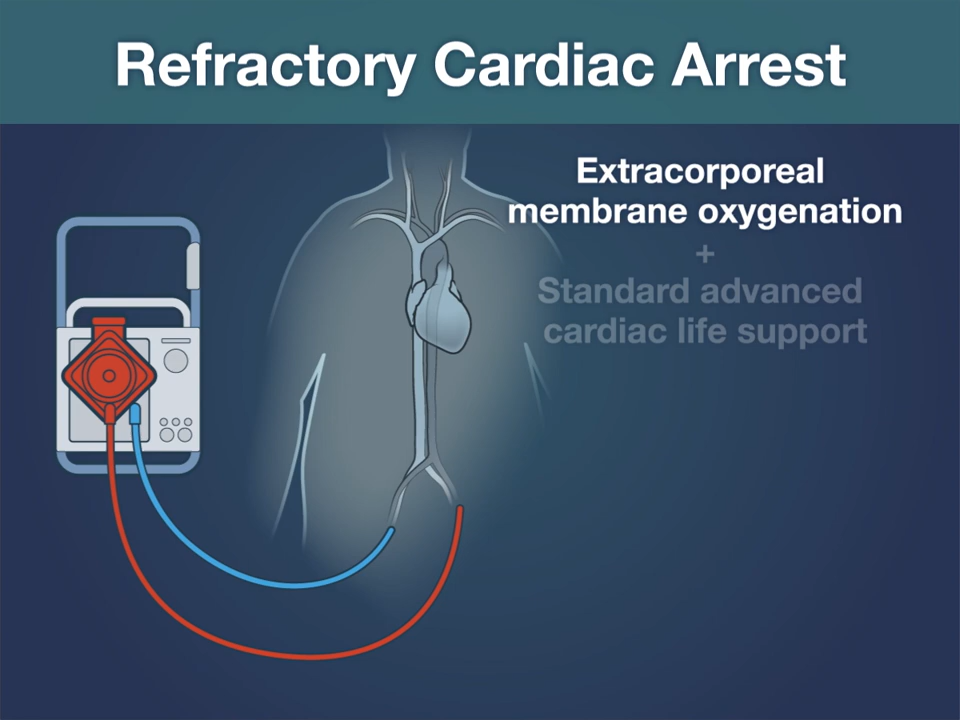 Refractory Cardiac Arrest
Extracorporeal
membrane oxygenation
+
Standard advanced
cardiac life support